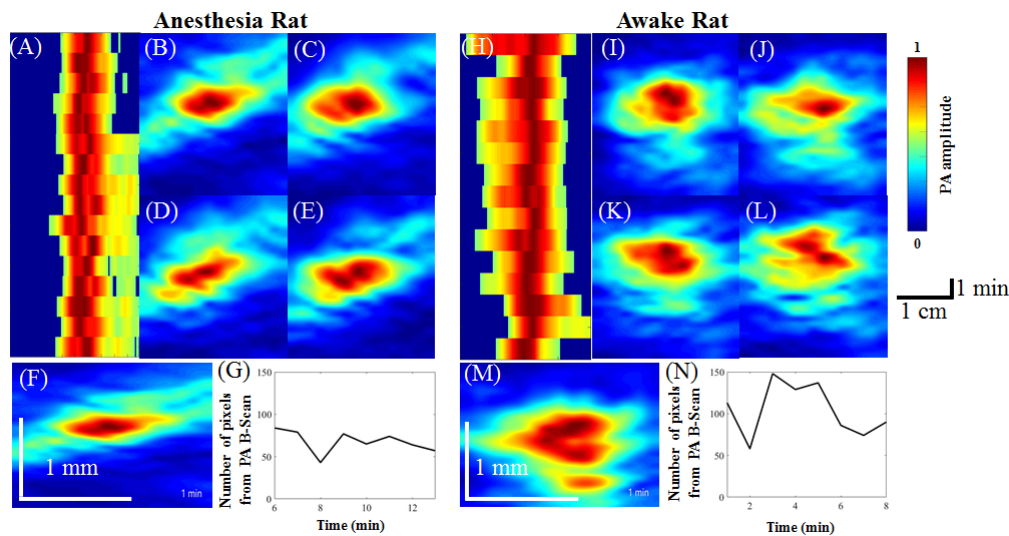 Anesthesia Rat
Awake Rat
(A)
(B)
(C)
(D)
(E)
(F)
1 mm
1 min
(G)
Number of pixels
from PA B-Scan
150
100
50
0
6
8
10
12
Time (min)
(H)
(I)
(J)
(K)
(L)
1
PA amplitude
0
1 min
1 cm
(M)
1 mm
1 min
(N)
Number of pixels
from PA B-Scan
150
100
50
0
2
4
6
8
Time (min)